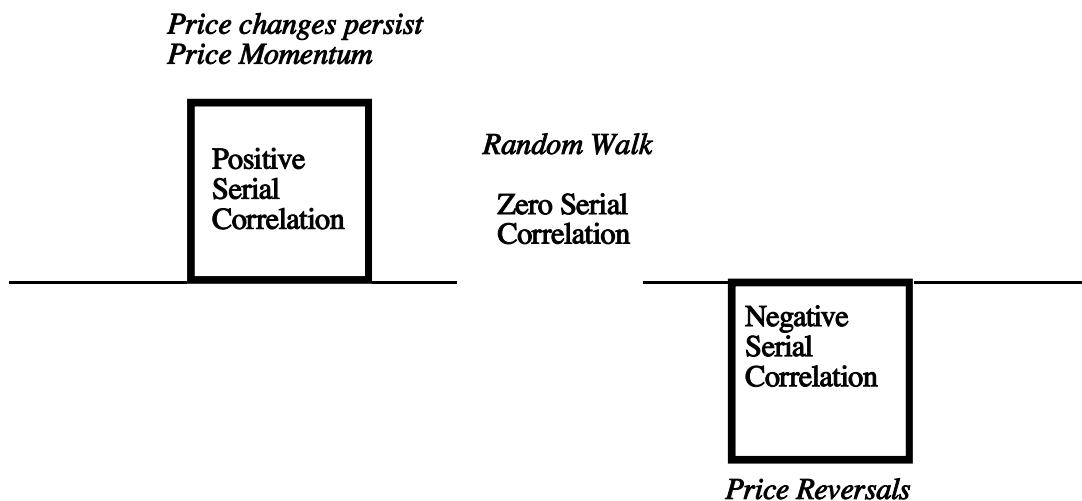 Price changes persist
Price Momentum
Positive
Serial
Correlation
Random Walk
Zero Serial
Correlation
Negative
Serial
Correlation
Price Reversals